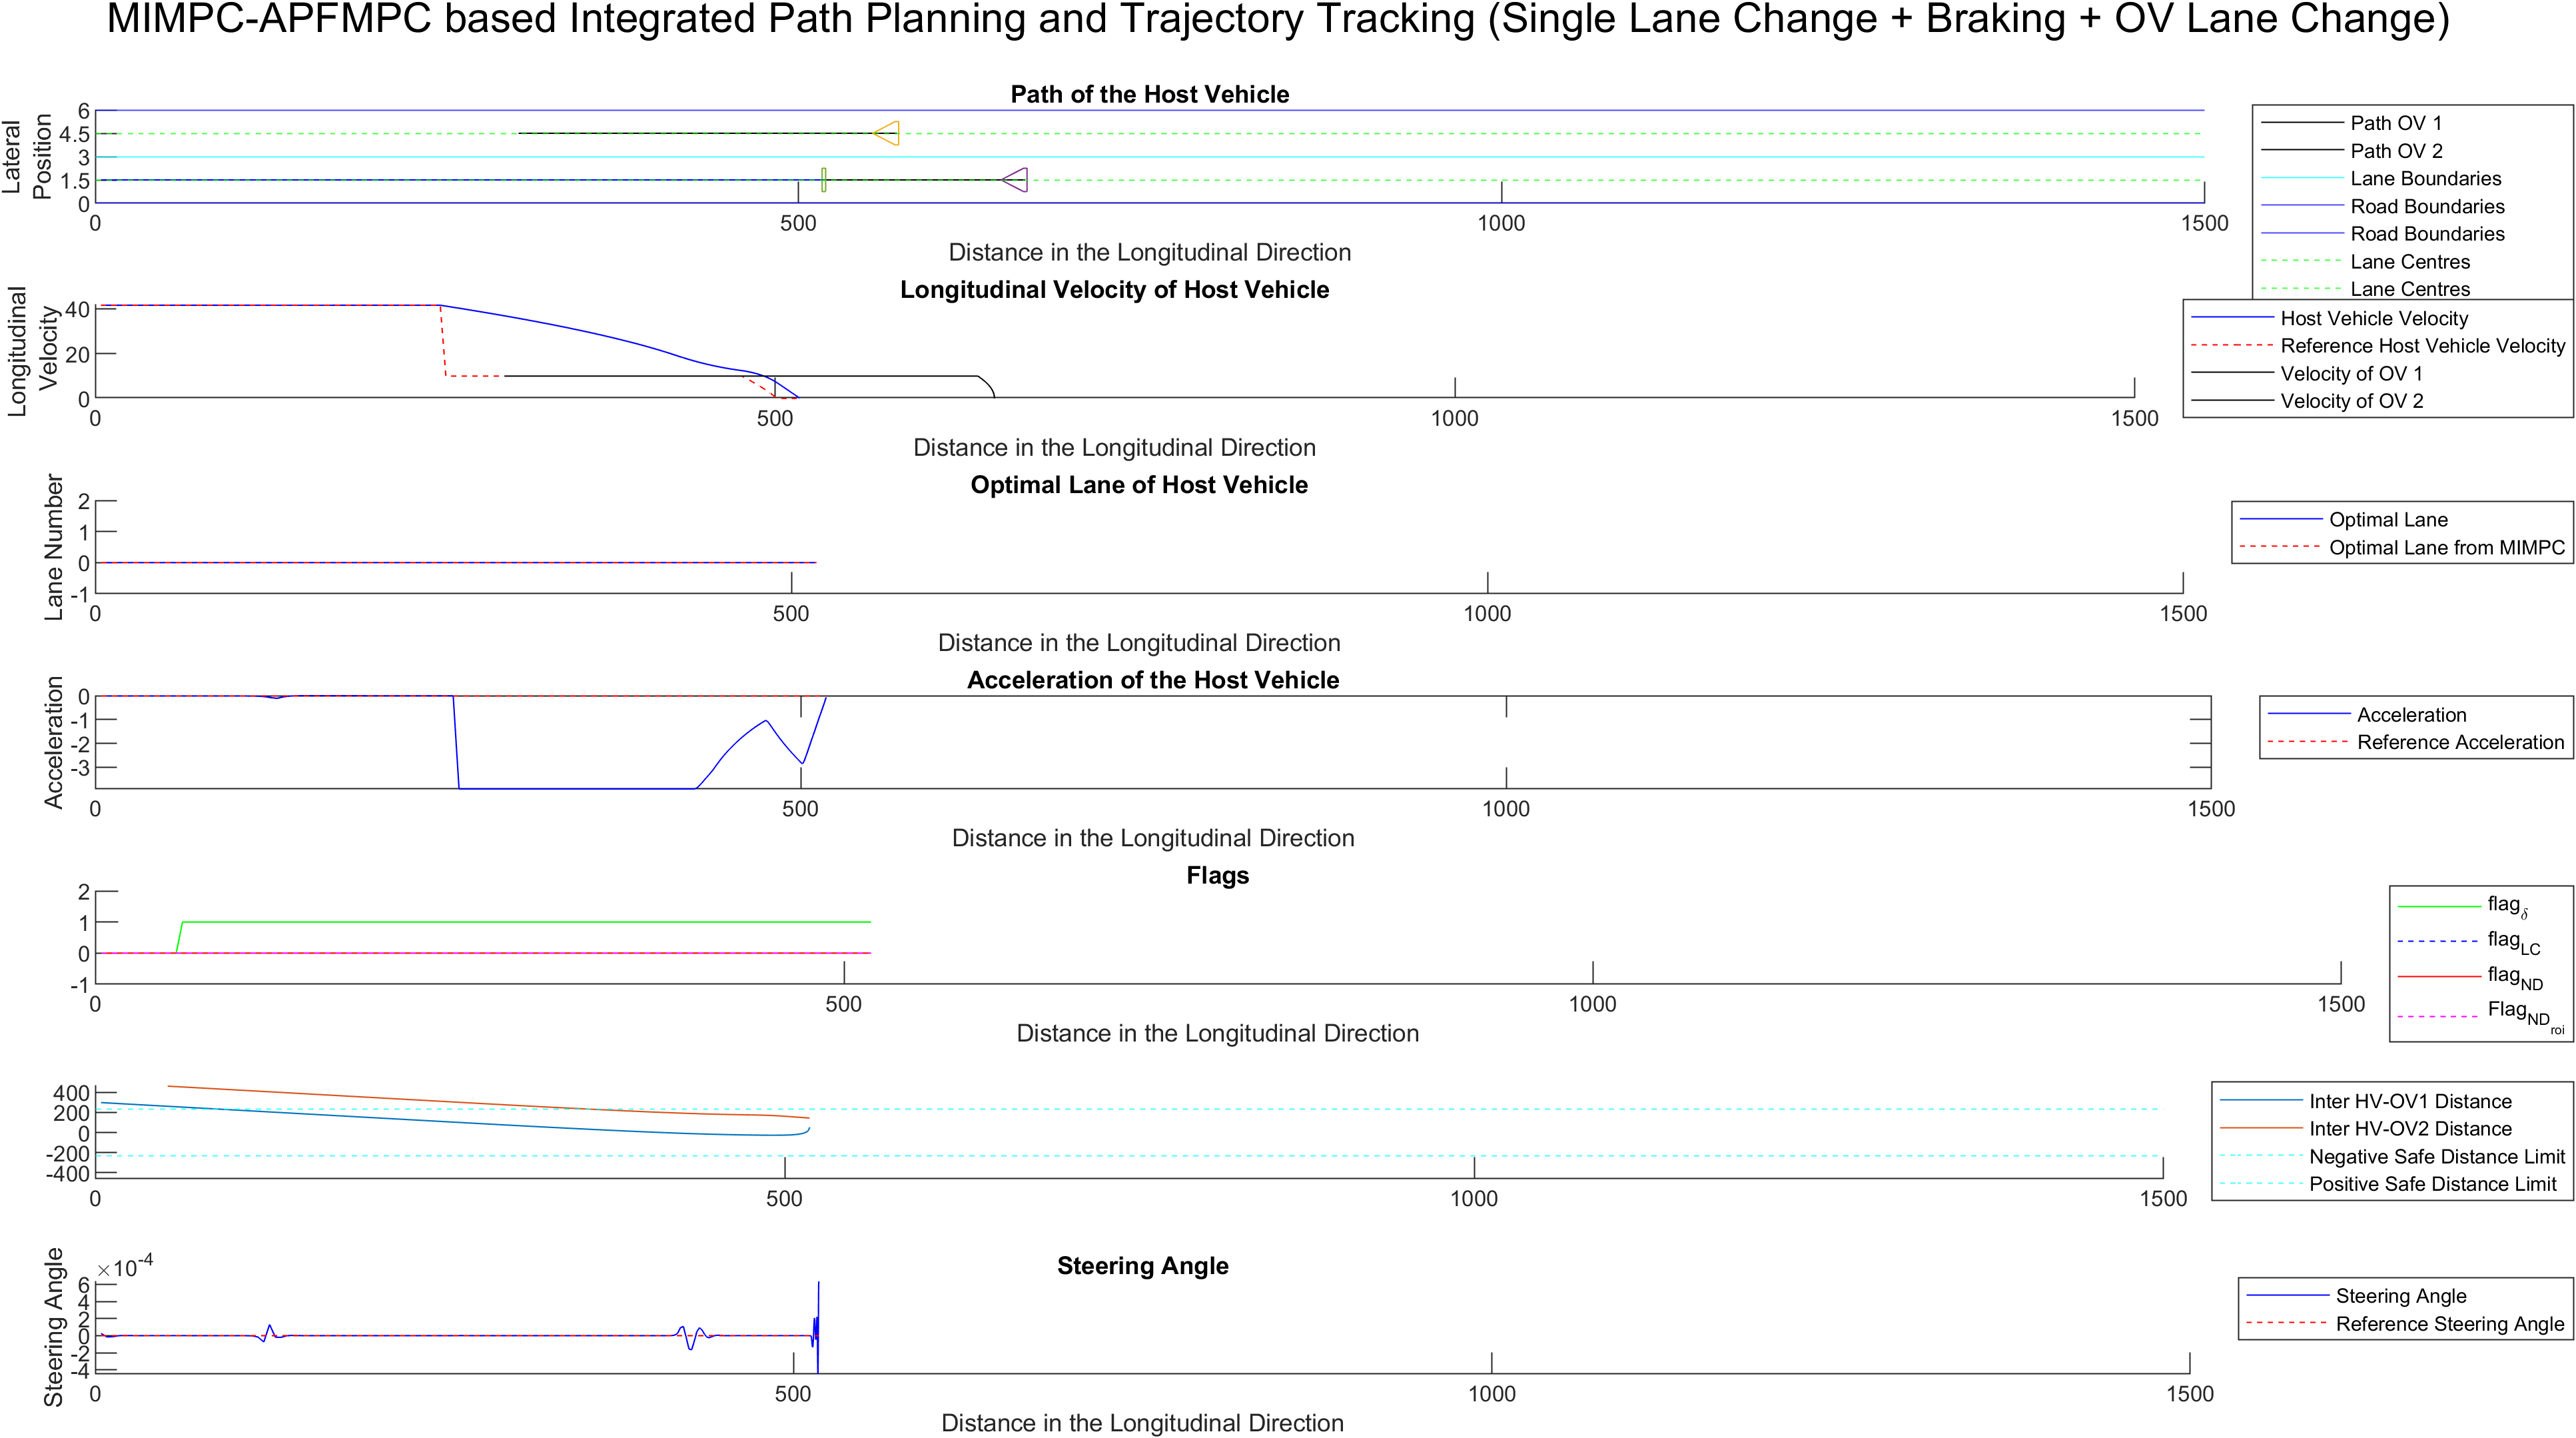 MIMPC-APFMPC based Integrated Path Planning and Trajectory Tracking (Single Lane Change + Braking + OV Lane Change)
Path of the Host Vehicle
Lateral
Position
6
4.5
3
1.5
0
0 500 1000 1500
Distance in the Longitudinal Direction
Path OV 1
Path OV 2
Lane Boundaries
Road Boundaries
Road Boundaries
Lane Centres
Lane Centres
Longitudinal Velocity of Host Vehicle
Longitudinal
Velocity
40
20
0
0 500 1000 1500
Distance in the Longitudinal Direction
Host Vehicle Velocity
Reference Host Vehicle Velocity
Velocity of OV 1
Velocity of OV 2
Optimal Lane of Host Vehicle
Lane Number
2
1
0
-1
0 500 1000 1500
Distance in the Longitudinal Direction
Optimal Lane
Optimal Lane from MIMPC
Acceleration of the Host Vehicle
Acceleration
0
-1
-2
-3
0 500 1000 1500
Distance in the Longitudinal Direction
Acceleration
Reference Acceleration
Flags
2
1
0
-1
0 500 1000 1500
Distance in the Longitudinal Direction
flagδ
flagLC
flagND
FlagNDroi
400
200
0
-200
-400
0 500 1000 1500
Inter HV-OV1 Distance
Inter HV-OV2 Distance
Negative Safe Distance Limit
Positive Safe Distance Limit
Steering Angle
Steering Angle
×10-4
6
4
2
0
-2
-4
0 500 1000 1500
Distance in the Longitudinal Direction
Steering Angle
Reference Steering Angle